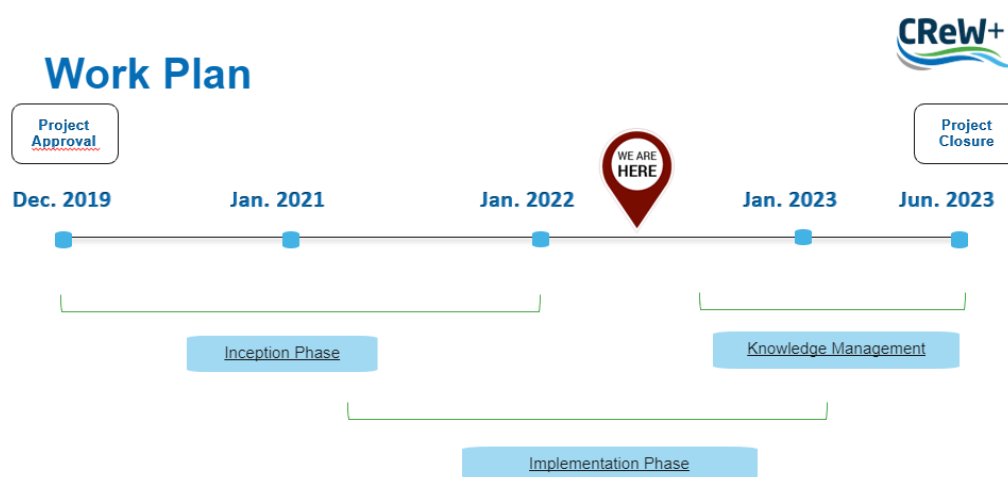 CReW+
Work Plan
Project
Approval
WE ARE
HERE
Project
Closure
Dec. 2019
Jan. 2021
Jan. 2022
Jan. 2023
Jun. 2023
Inception Phase
Knowledge Management
Implementation Phase